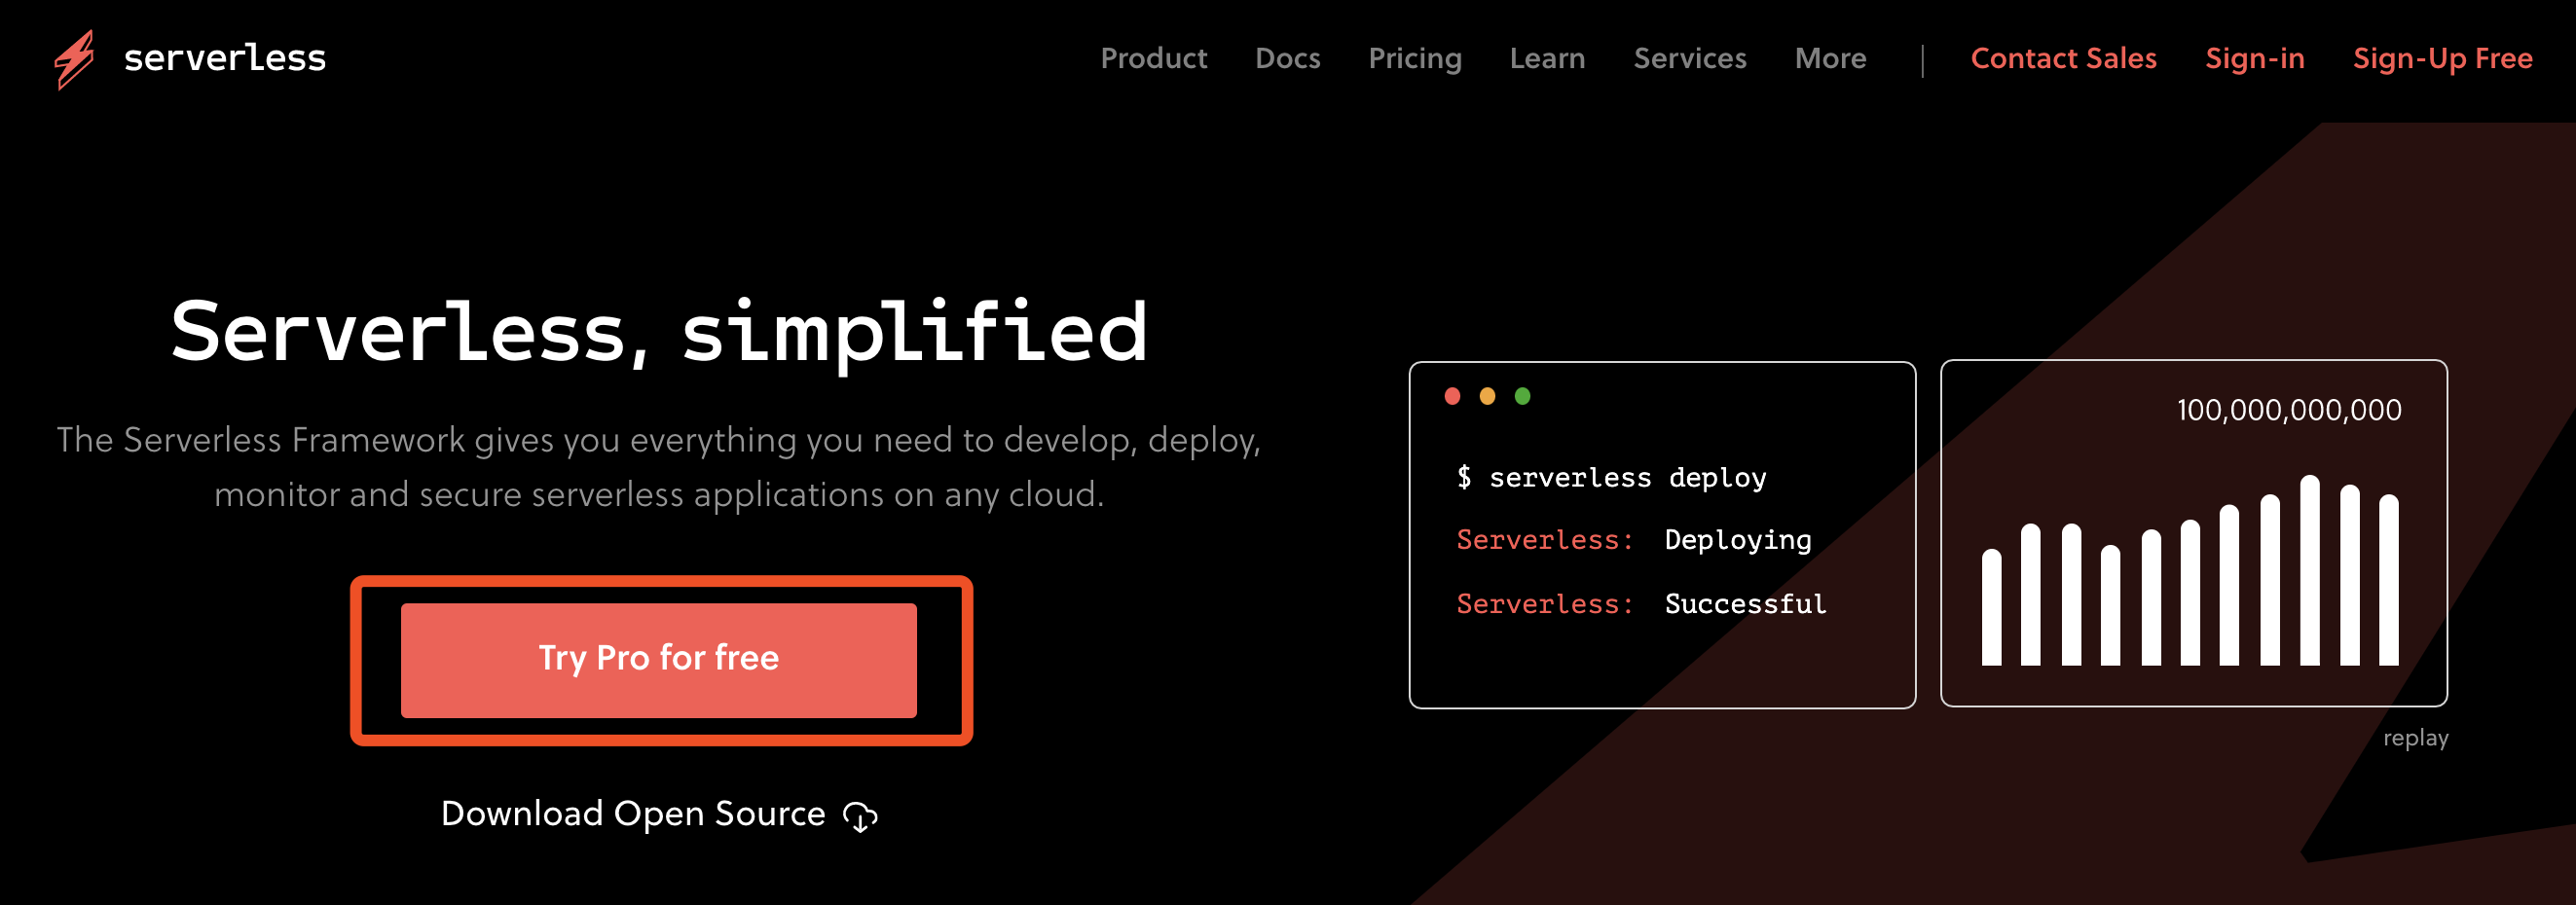 serverless
Product Docs Pricing Learn Services More | Contact Sales Sign-in Sign-Up Free
Serverless, simplified
The Serverless Framework gives you everything you need to develop, deploy,
monitor and secure serverless applications on any cloud.
Try Pro for free
Download Open Source
$ serverless deploy
Serverless: Deploying
Serverless: Successful
100,000,000,000
replay